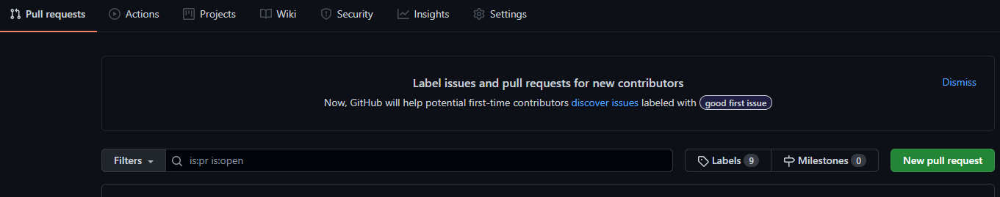 Pull requests Actions Projects Wiki Security Insights Settings
Label issues and pull requests for new contributors Dismiss
Now, GitHub will help potential first-time contributors discover issues labeled with good first issue
Filters is:pr is:open Labels 9 Milestones 0 New pull request